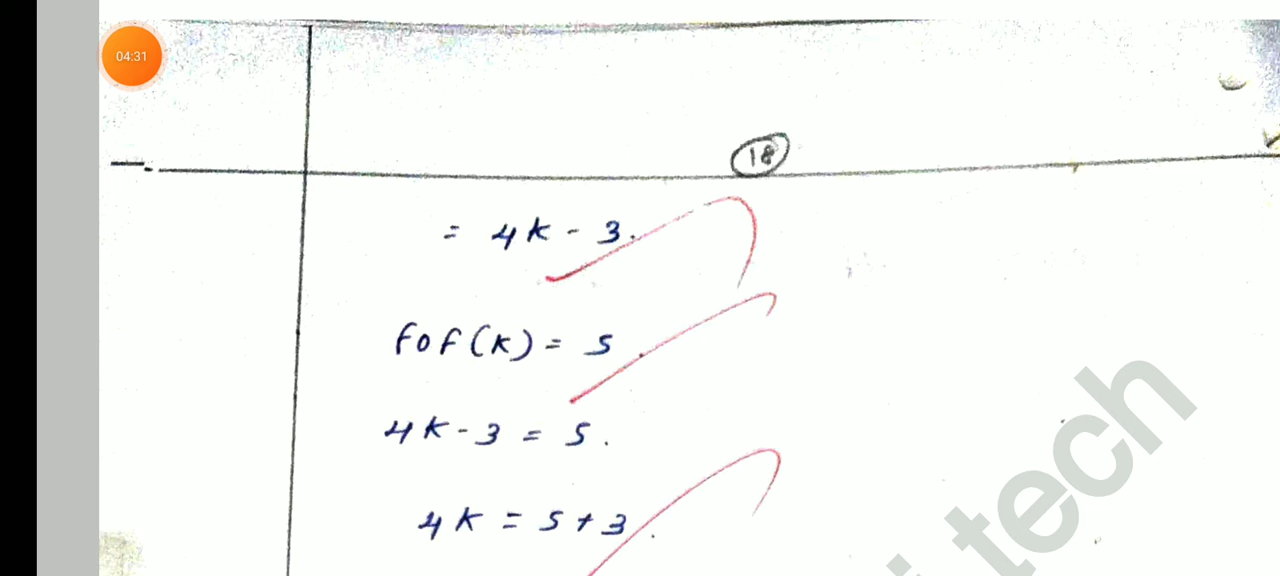 04:31
18
= 4k - 3.
fof(k) = 5.
4k - 3 = 5.
4k = 5 + 3.
tech